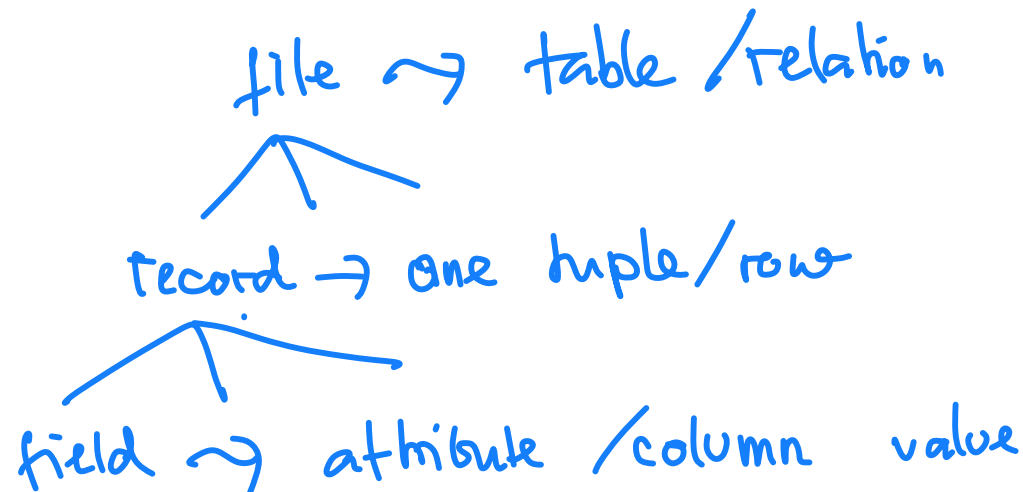 file → table / relation
record → one tuple / row
field → attribute / column value